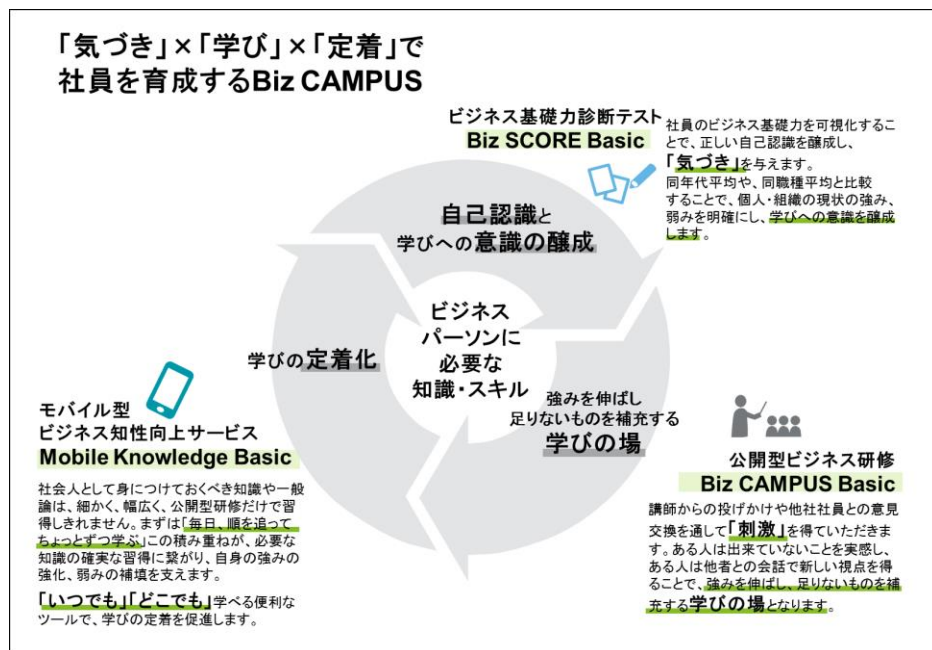 「気づき」×「学び」×「定着」で
社員を育成するBiz CAMPUS
ビジネス基礎力診断テスト
Biz SCORE Basic
社員のビジネス基礎力を可視化するこ
とで、正しい自己認識を醸成し、
「気づき」を与えます。
同年代平均や、同職種平均と比較
することで、個人・組織の現状の強み、
弱みを明確にし、学びへの意識を醸成
します。
自己認識と
学びへの意識の醸成
ビジネス
パーソンに
必要な
知識・スキル
学びの定着化
強みを伸ばし
足りないものを補充する
学びの場
モバイル型
ビジネス知性向上サービス
Mobile Knowledge Basic
社会人として身につけておくべき知識や一般
論は、細かく、幅広く、公開型研修だけで習
得しきれません。まずは「毎日、順を追って
ちょっとずつ学ぶ」この積み重ねが、必要な
知識の確実な習得に繋がり、自身の強みの
強化、弱みの補填を支えます。
「いつでも」「どこでも」学べる便利な
ツールで、学びの定着を促進します。
公開型ビジネス研修
Biz CAMPUS Basic
講師からの投げかけや他社社員との意見
交換を通して「刺激」を得ていただきま
す。ある人は出来ていないことを実感し、
ある人は他者との会話で新しい視点を得
ることで、強みを伸ばし、足りないものを補
充する学びの場となります。